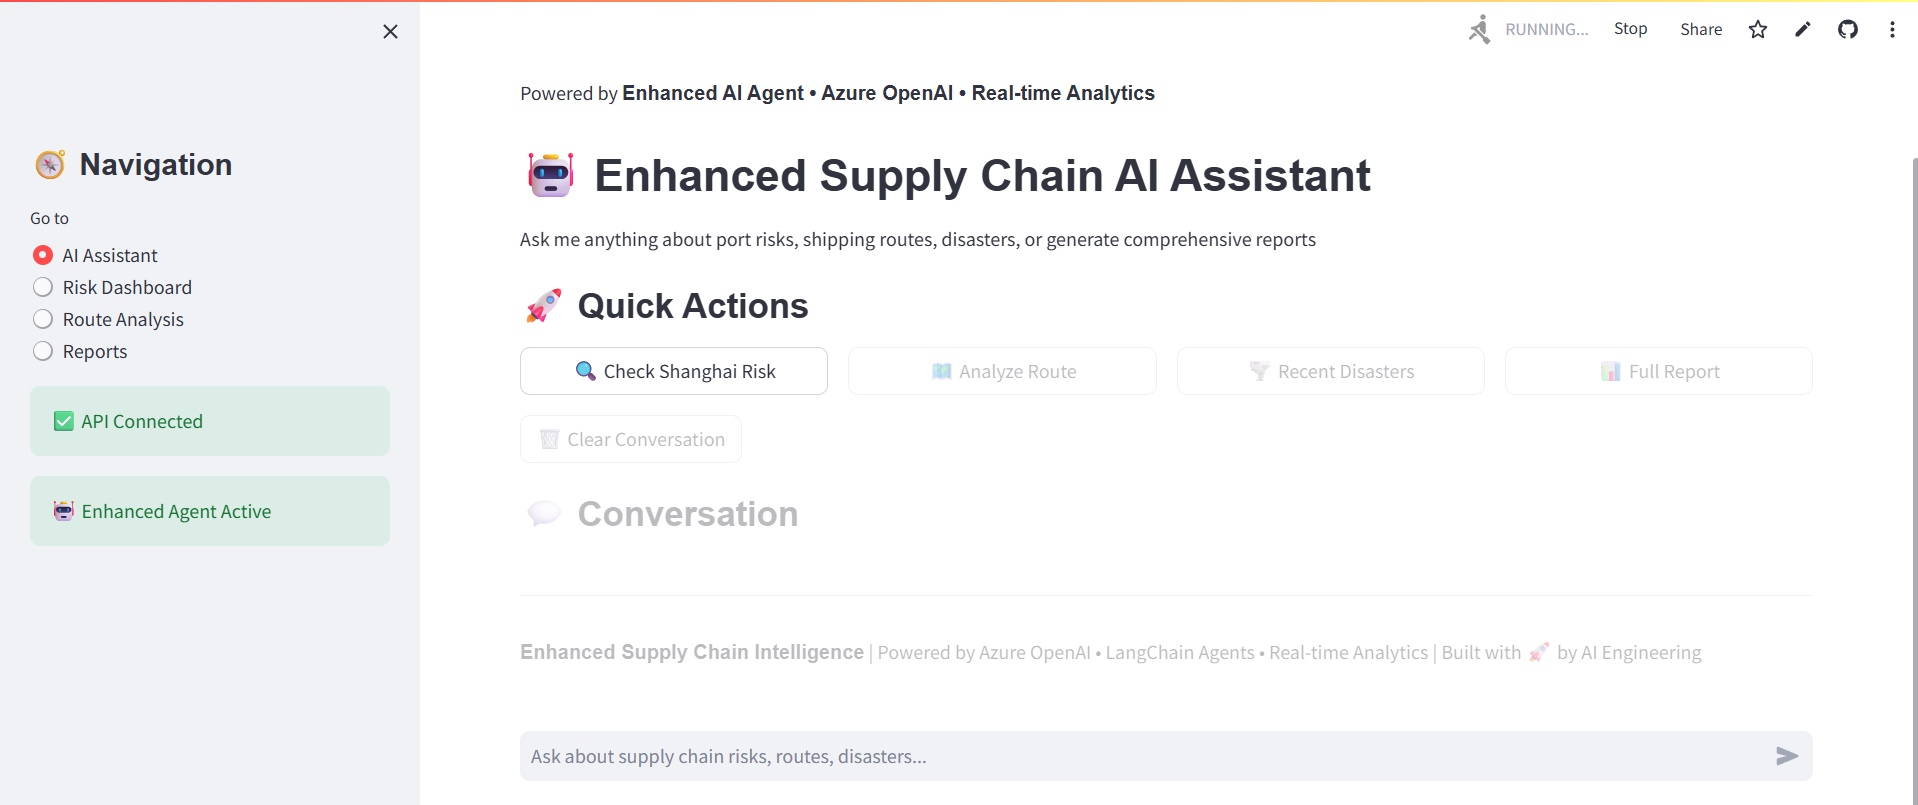 RUNNING...
Stop
Share
Powered by Enhanced AI Agent • Azure OpenAI • Real-time Analytics
Navigation
Go to
AI Assistant
Risk Dashboard
Route Analysis
Reports
API Connected
Enhanced Agent Active
Enhanced Supply Chain AI Assistant
Ask me anything about port risks, shipping routes, disasters, or generate comprehensive reports
Quick Actions
Check Shanghai Risk
Analyze Route
Recent Disasters
Full Report
Clear Conversation
Conversation
Enhanced Supply Chain Intelligence | Powered by Azure OpenAI • LangChain Agents • Real-time Analytics | Built with 🚀 by AI Engineering
Ask about supply chain risks, routes, disasters...